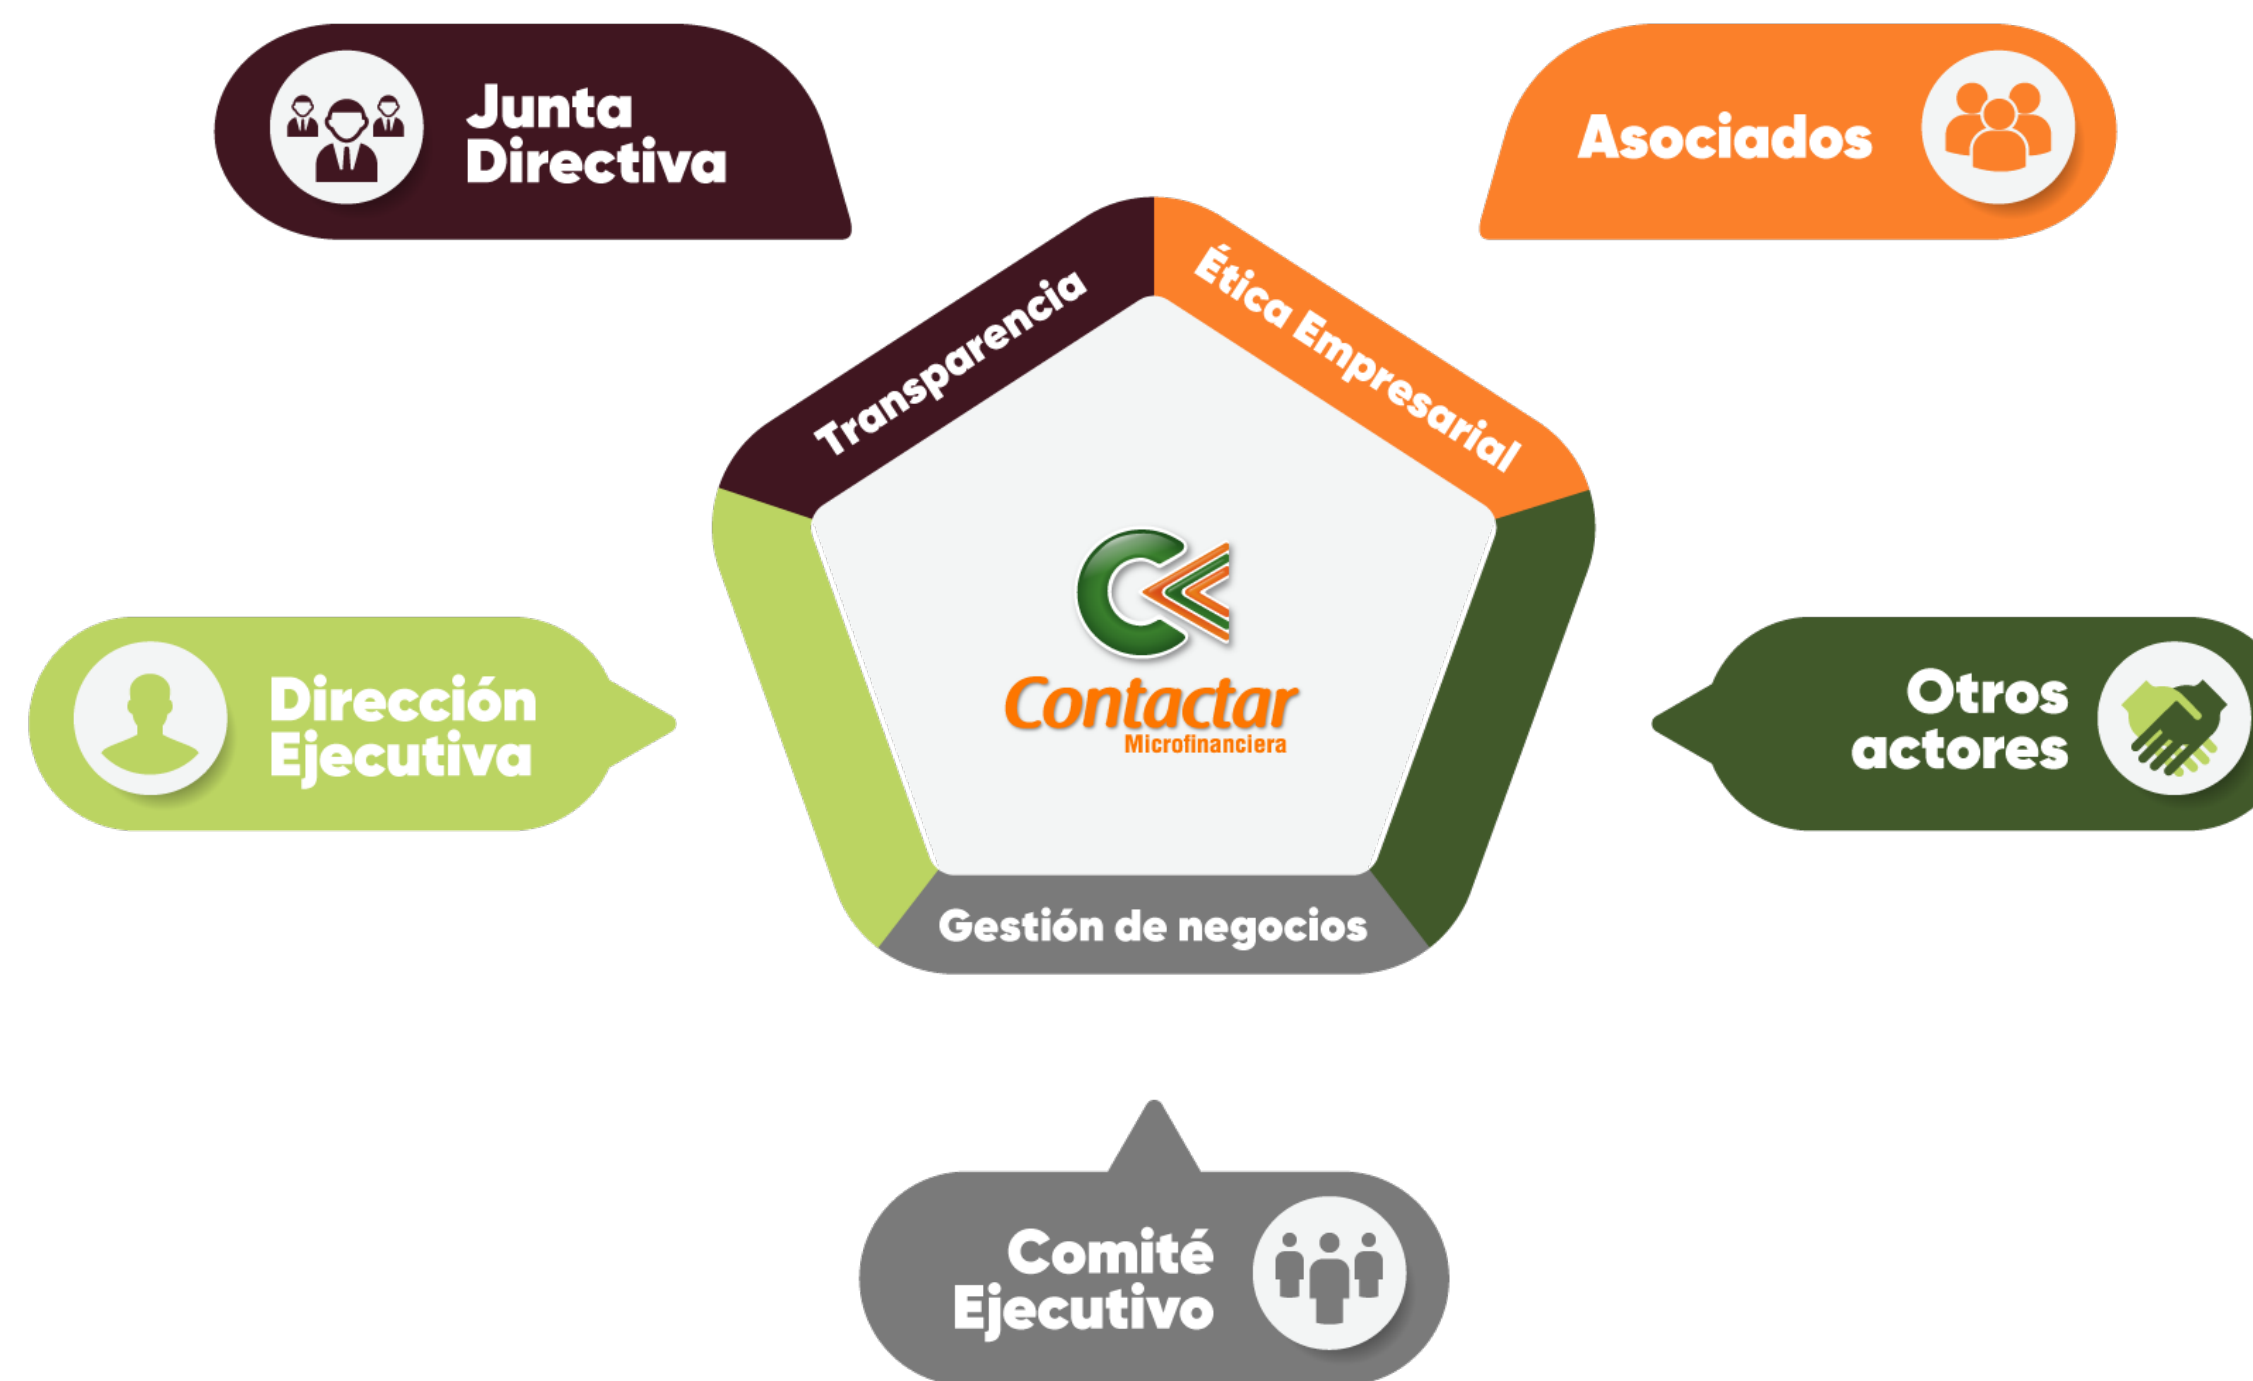 Junta
Directiva
Asociados
Transparencia
Ética Empresarial
Contactar
Microfinanciera
Dirección
Ejecutiva
Otros
actores
Gestión de negocios
Comité
Ejecutivo